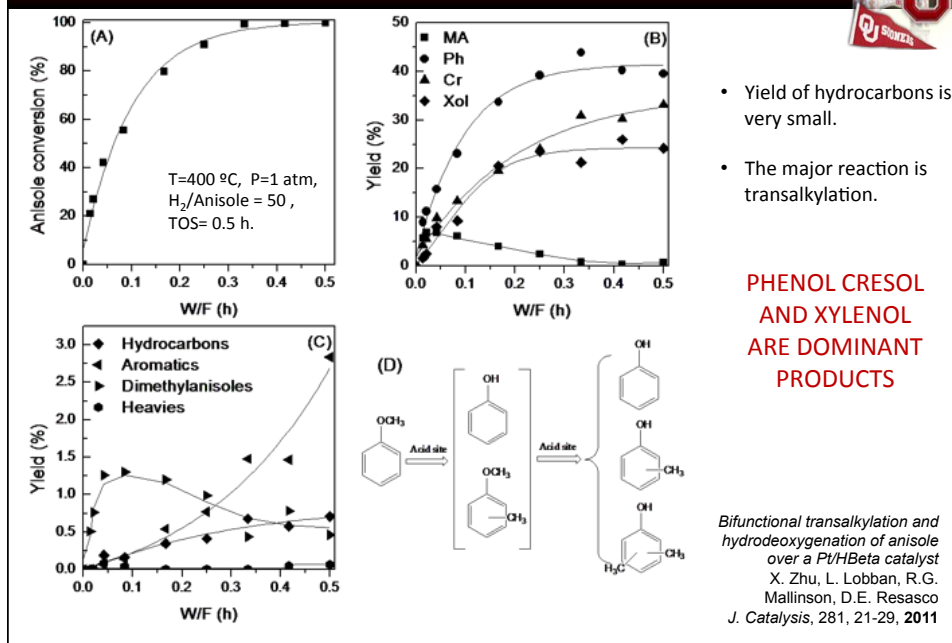 OU
SOONERS
(A)
100
80
60
40
20
0
Anisole conversion (%)
T=400 ºC, P=1 atm,
H2/Anisole = 50 ,
TOS= 0.5 h.
0.0 0.1 0.2 0.3 0.4 0.5
W/F (h)
(B)
50
40
30
20
10
0
Yield (%)
MA
Ph
Cr
Xol
0.0 0.1 0.2 0.3 0.4 0.5
W/F (h)
• Yield of hydrocarbons is
very small.
• The major reaction is
transalkylation.
PHENOL CRESOL
AND XYLENOL
ARE DOMINANT
PRODUCTS
(C)
3.0
2.5
2.0
1.5
1.0
0.5
0.0
Yield (%)
Hydrocarbons
Aromatics
Dimethylanisoles
Heavies
0.0 0.1 0.2 0.3 0.4 0.5
W/F (h)
(D)
OCH3
Acid site
OH
OCH3
CH3
Acid site
OH
OH
CH3
OH
CH3
H3C
Bifunctional transalkylation and
hydrodeoxygenation of anisole
over a Pt/HBeta catalyst
X. Zhu, L. Lobban, R.G.
Mallinson, D.E. Resasco
J. Catalysis, 281, 21-29, 2011